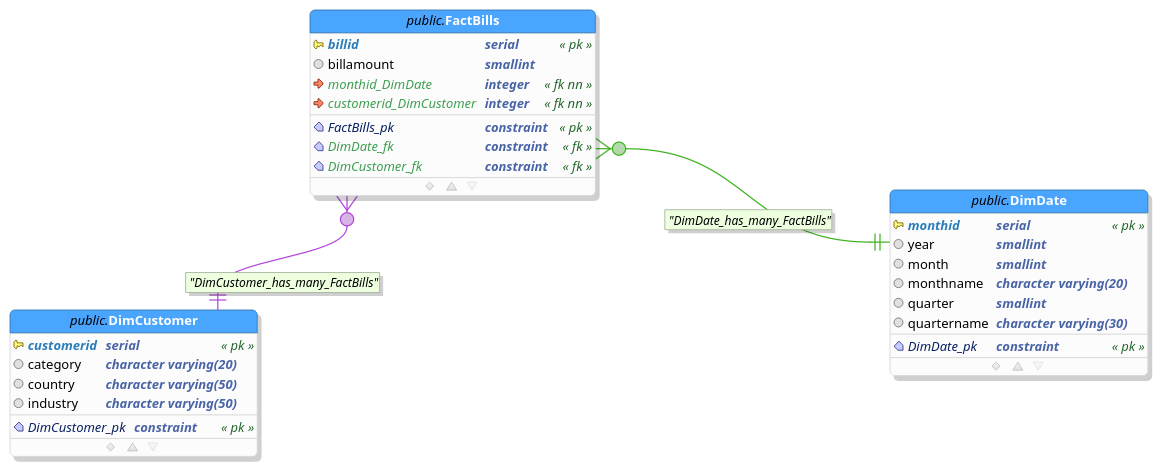 public.FactBills
billid serial « pk »
billamount smallint
monthid_DimDate integer « fk nn »
customerid_DimCustomer integer « fk nn »
FactBills_pk constraint « pk »
DimDate_fk constraint « fk »
DimCustomer_fk constraint « fk »
"DimDate_has_many_FactBills"
public.DimDate
monthid serial « pk »
year smallint
month smallint
monthname character varying(20)
quarter smallint
quartername character varying(30)
DimDate_pk constraint « pk »
"DimCustomer_has_many_FactBills"
public.DimCustomer
customerid serial « pk »
category character varying(20)
country character varying(50)
industry character varying(50)
DimCustomer_pk constraint « pk »